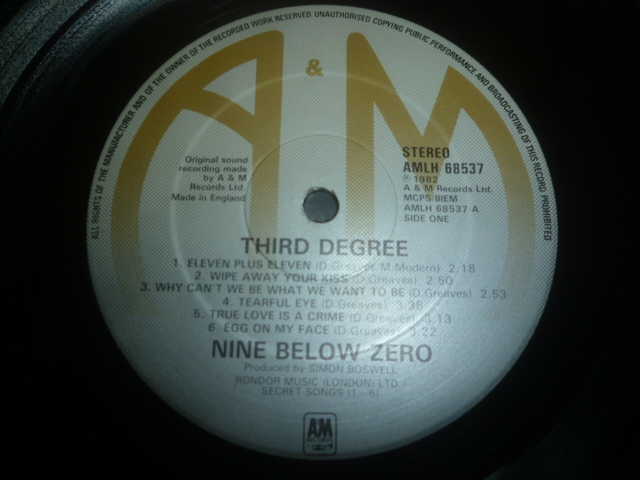 ALL RIGHTS OF THE MANUFACTURER AND OF THE OWNER OF THE RECORDED WORK RESERVED. UNAUTHORISED COPYING PUBLIC PERFORMANCE AND BROADCASTING OF THIS RECORD PROHIBITED
A & M
Original sound
recording made
by A & M
Records Ltd.
Made in England
STEREO
AMLH 68537
℗ 1982
A & M Records Ltd.
MCPS/BIEM
AMLH 68537-A
SIDE ONE
THIRD DEGREE
1. ELEVEN PLUS ELEVEN (D.Greaves-M.Modern) 2.18
2. WIPE AWAY YOUR KISS (D.Greaves) 2.50
3. WHY CAN'T WE BE WHAT WE WANT TO BE (D.Greaves) 2.53
4. TEARFUL EYE (D.Greaves) 3.38
5. TRUE LOVE IS A CRIME (D.Greaves) 3.13
6. EGG ON MY FACE (D.Greaves) 3.22
NINE BELOW ZERO
Produced by SIMON BOSWELL
RONDOR MUSIC (LONDON) LTD
SECRET SONGS (1 - 6)
AM
RECORDS